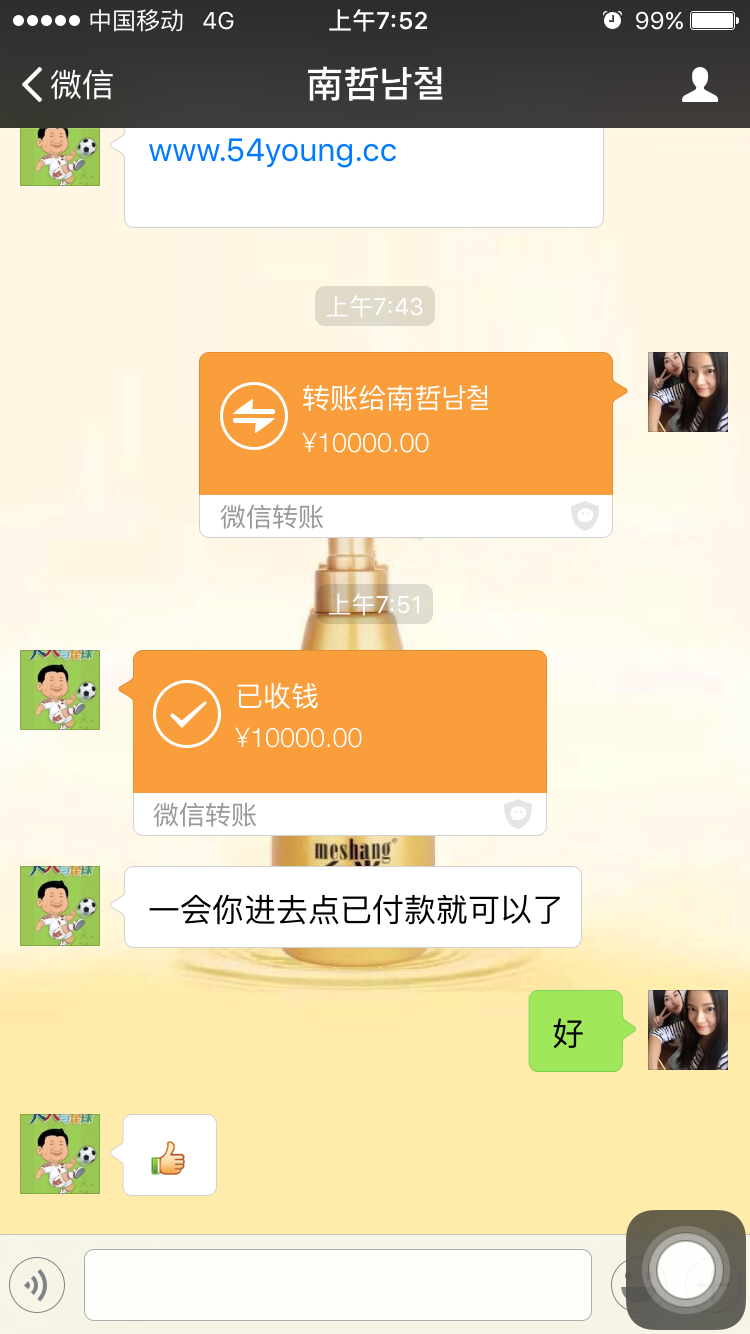 中国移动 4G 上午7:52 99%
微信 南哲남철
www.54young.cc
上午7:43
转账给南哲남철
¥10000.00
微信转账
上午7:51
已收钱
¥10000.00
微信转账
meshang
一会你进去点已付款就可以了
好